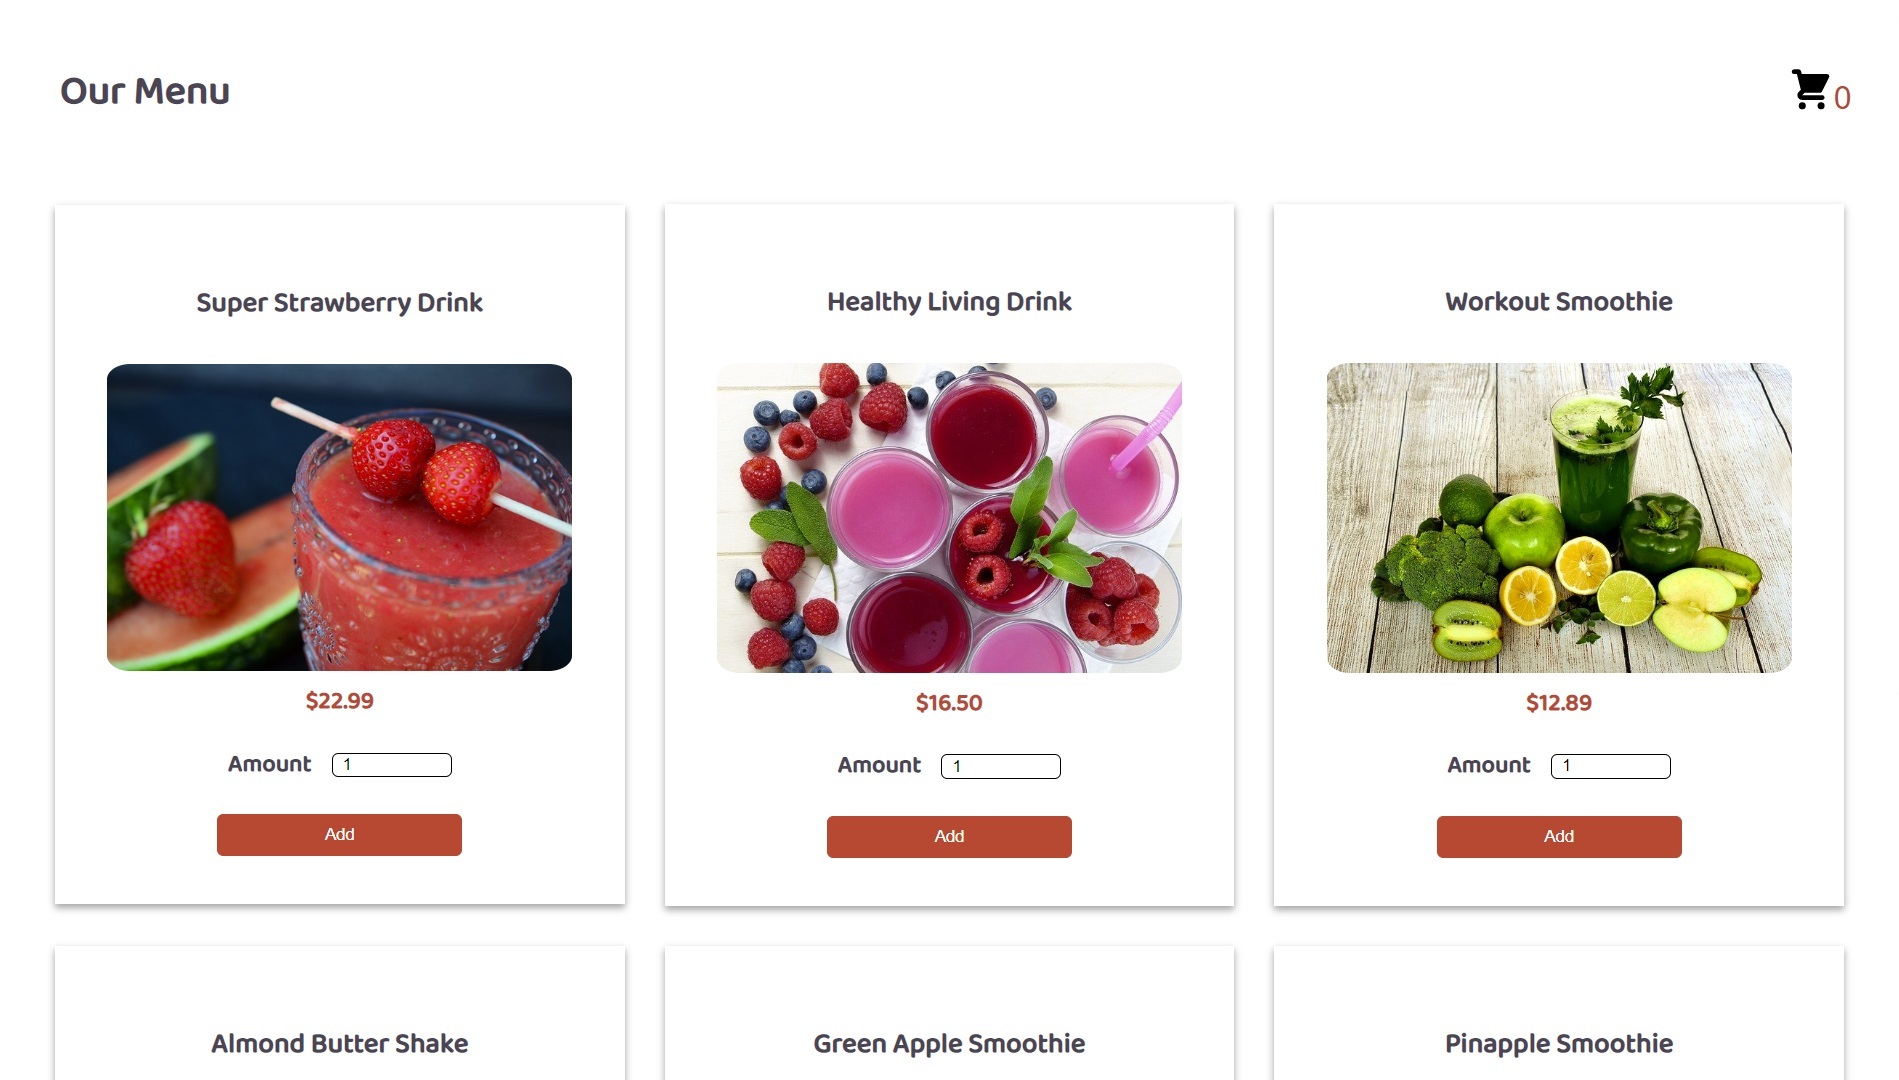 Our Menu
0
Super Strawberry Drink
Healthy Living Drink
Workout Smoothie
$22.99
$16.50
$12.89
Amount 1
Amount 1
Amount 1
Add
Add
Add
Almond Butter Shake
Green Apple Smoothie
Pinapple Smoothie